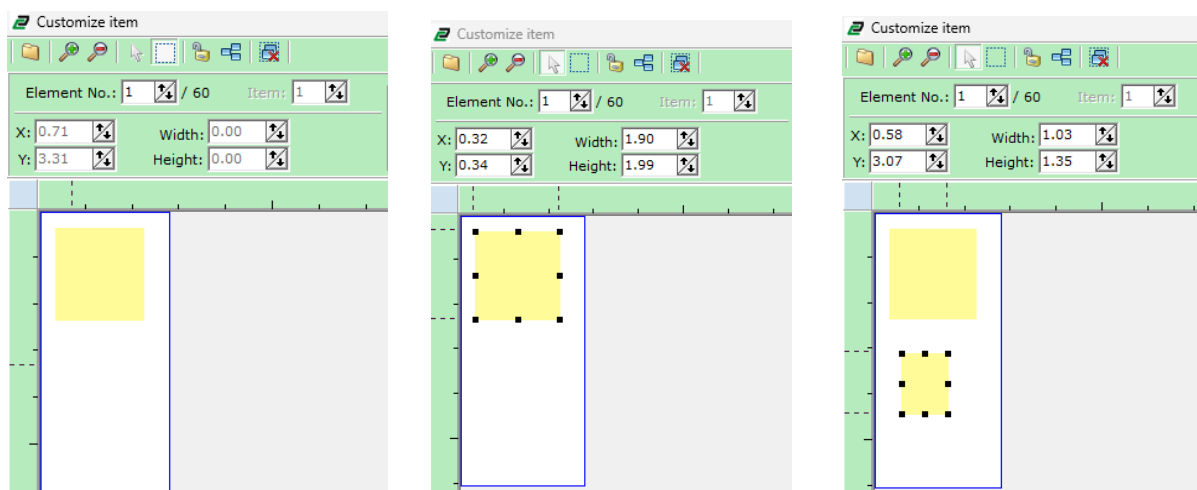 Customize item
Element No.: 1 / 60 Item: 1
X: 0.71 Width: 0.00
Y: 3.31 Height: 0.00
Customize item
Element No.: 1 / 60 Item: 1
X: 0.32 Width: 1.90
Y: 0.34 Height: 1.99
Customize item
Element No.: 1 / 60 Item: 1
X: 0.58 Width: 1.03
Y: 3.07 Height: 1.35